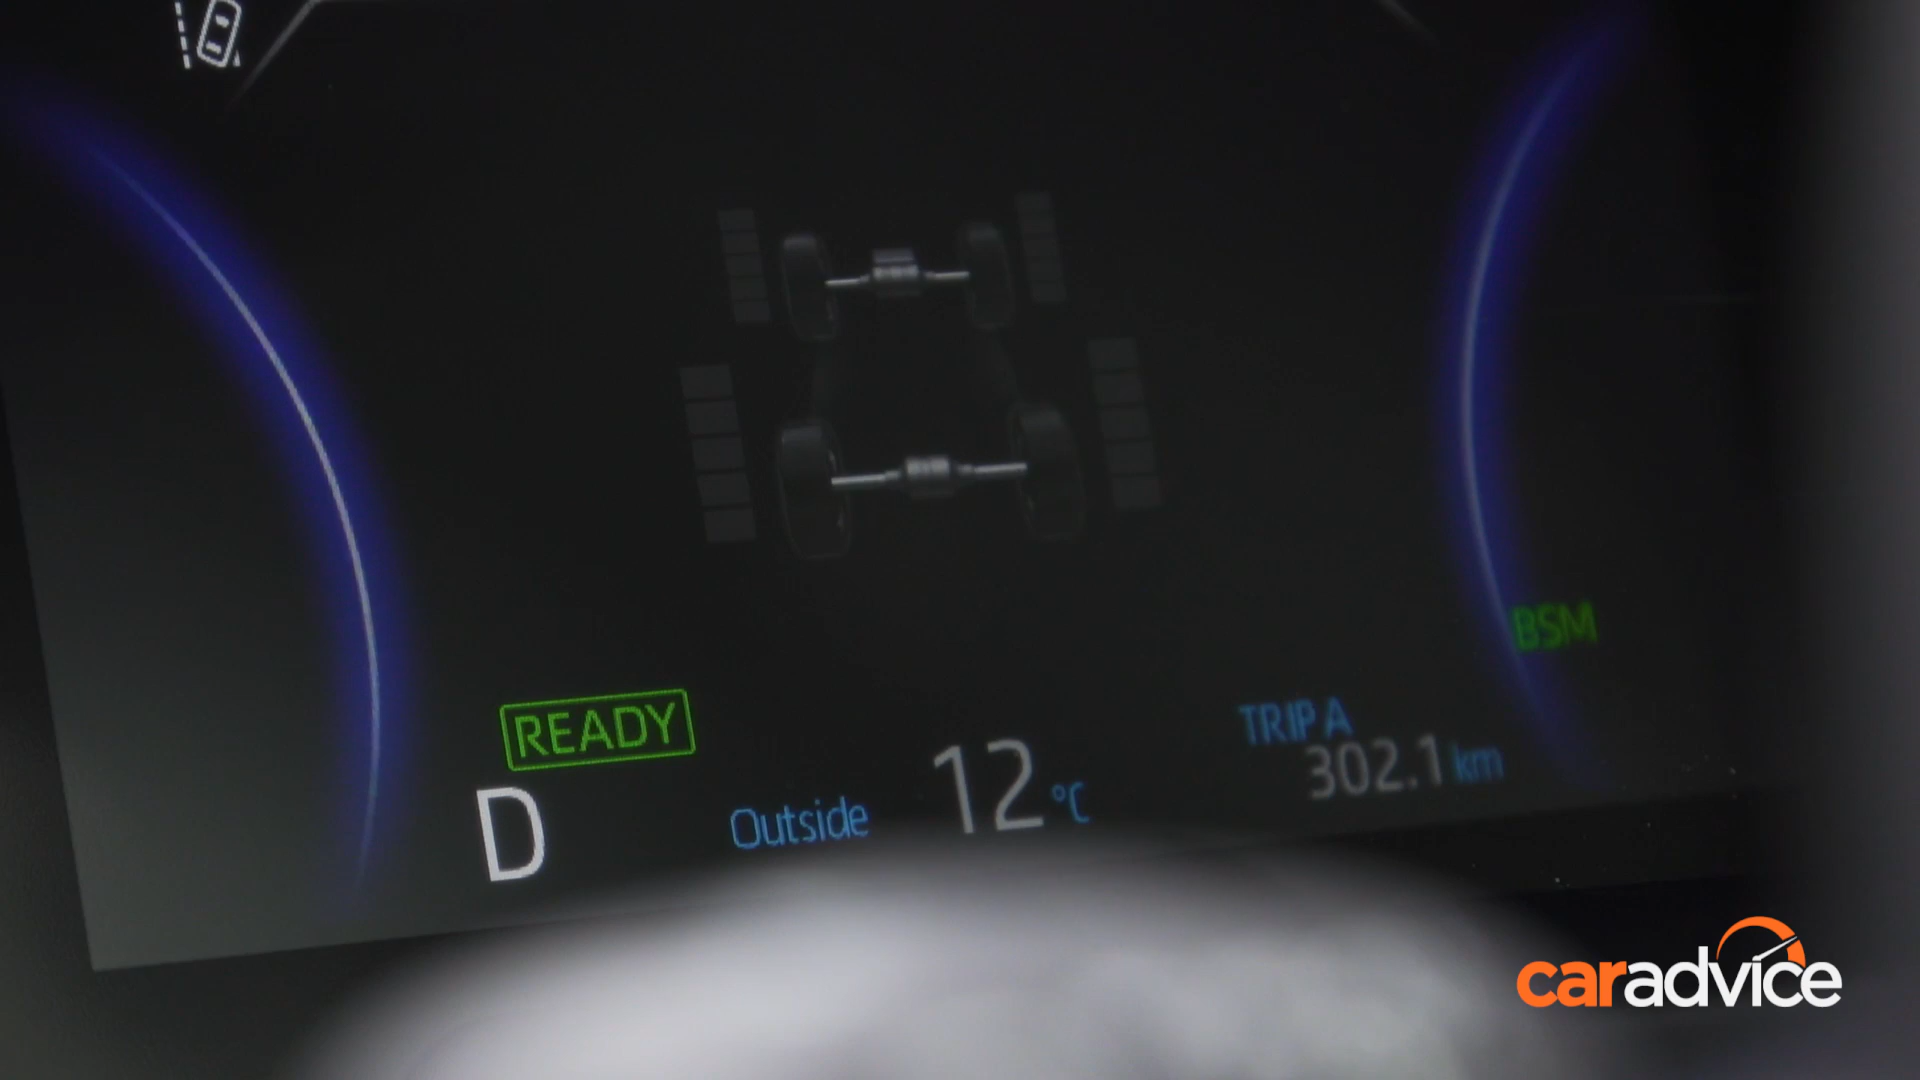 BSM
READY
TRIP A
302.1 km
D
Outside 12 °C
caradvice